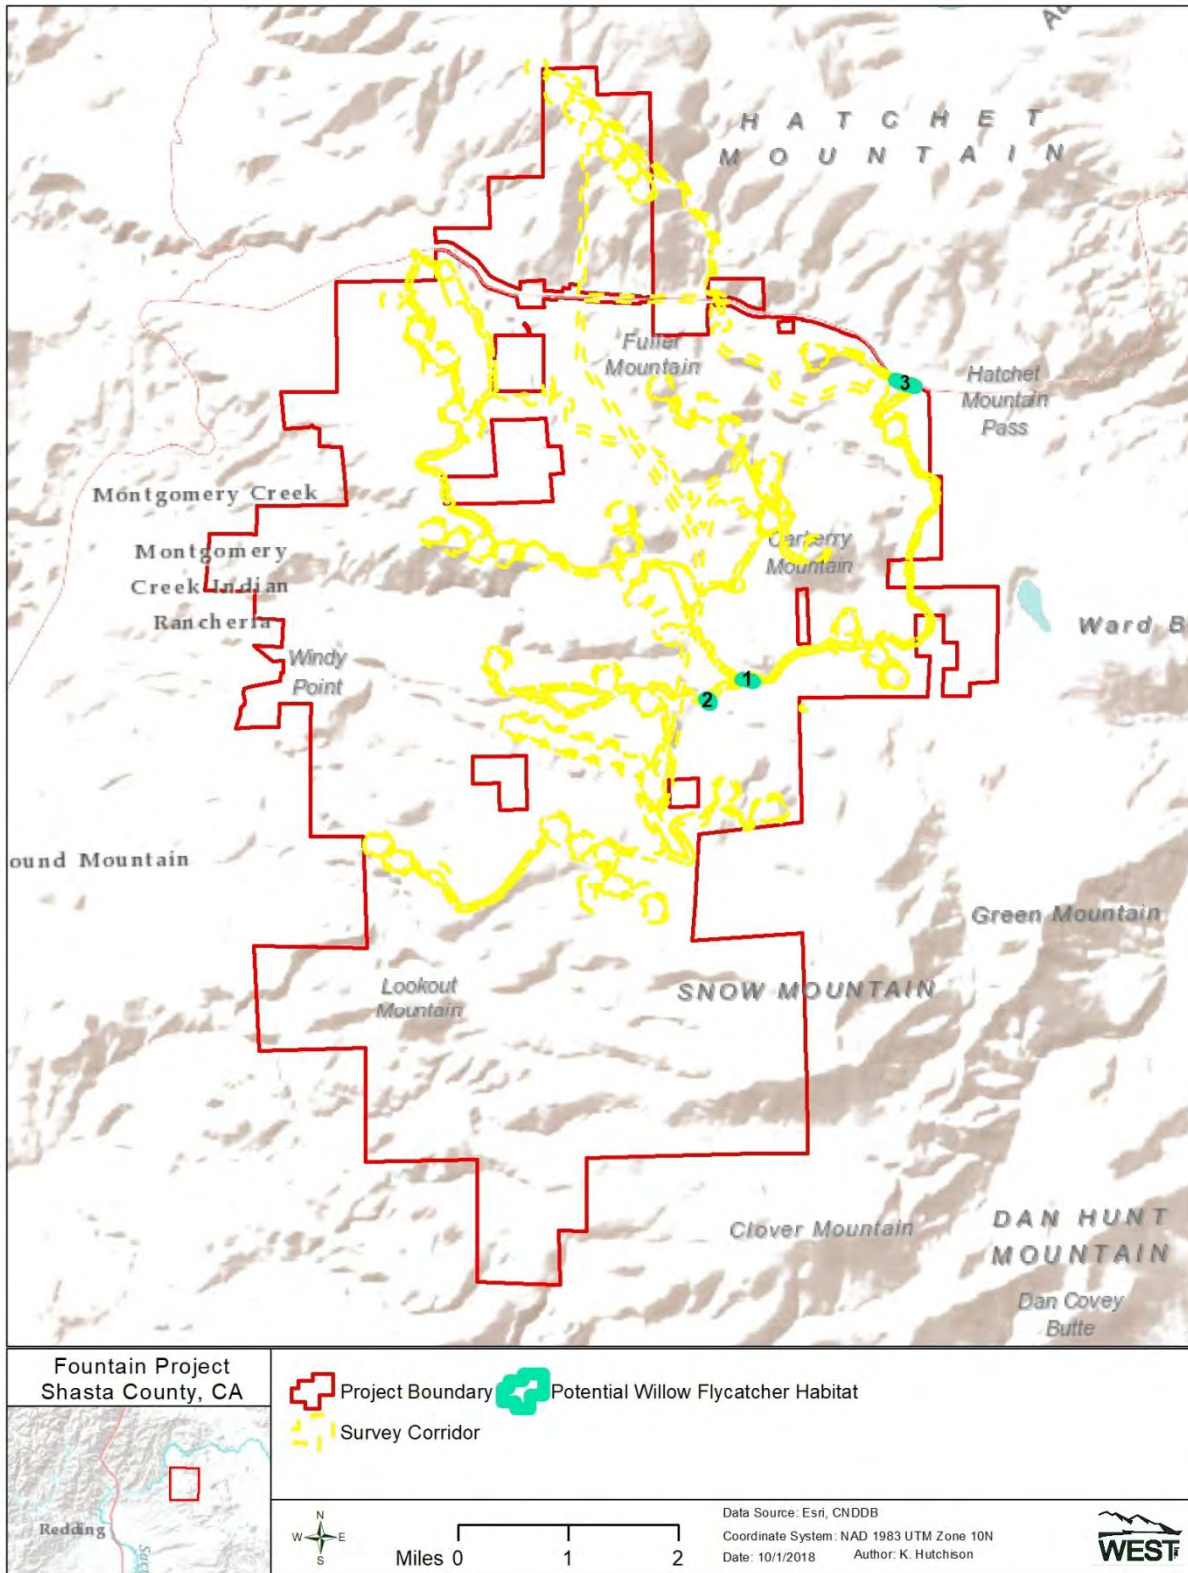 HATCHET
MOUNTAIN
Fuller
Mountain
3
Hatchet
Mountain
Pass
Montgomery Creek
Montgomery
Creek Indian
Rancheria
Carberry
Mountain
Ward B
Windy
Point
1
2
ound Mountain
Green Mountain
Lookout
Mountain
SNOW MOUNTAIN
Clover Mountain
DAN HUNT
MOUNTAIN
Dan Covey
Butte
Fountain Project
Shasta County, CA
Redding
Project Boundary
Potential Willow Flycatcher Habitat
Survey Corridor
N
W E
S
Miles 0 1 2
Data Source: Esri, CNDDB
Coordinate System: NAD 1983 UTM Zone 10N
Date: 10/1/2018 Author: K. Hutchison
WEST